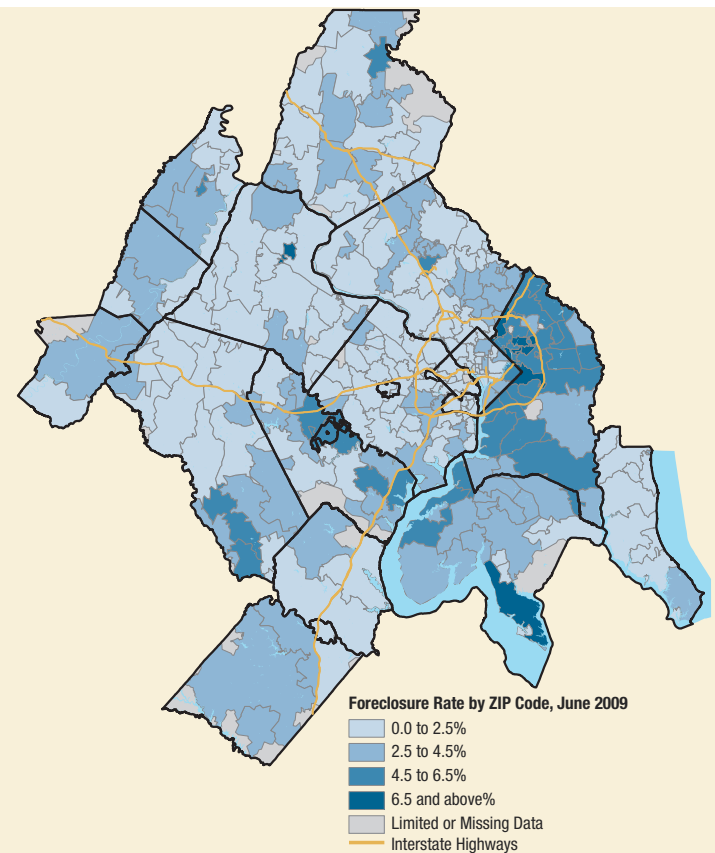 Foreclosure Rate by ZIP Code, June 2009
0.0 to 2.5%
2.5 to 4.5%
4.5 to 6.5%
6.5 and above%
Limited or Missing Data
Interstate Highways